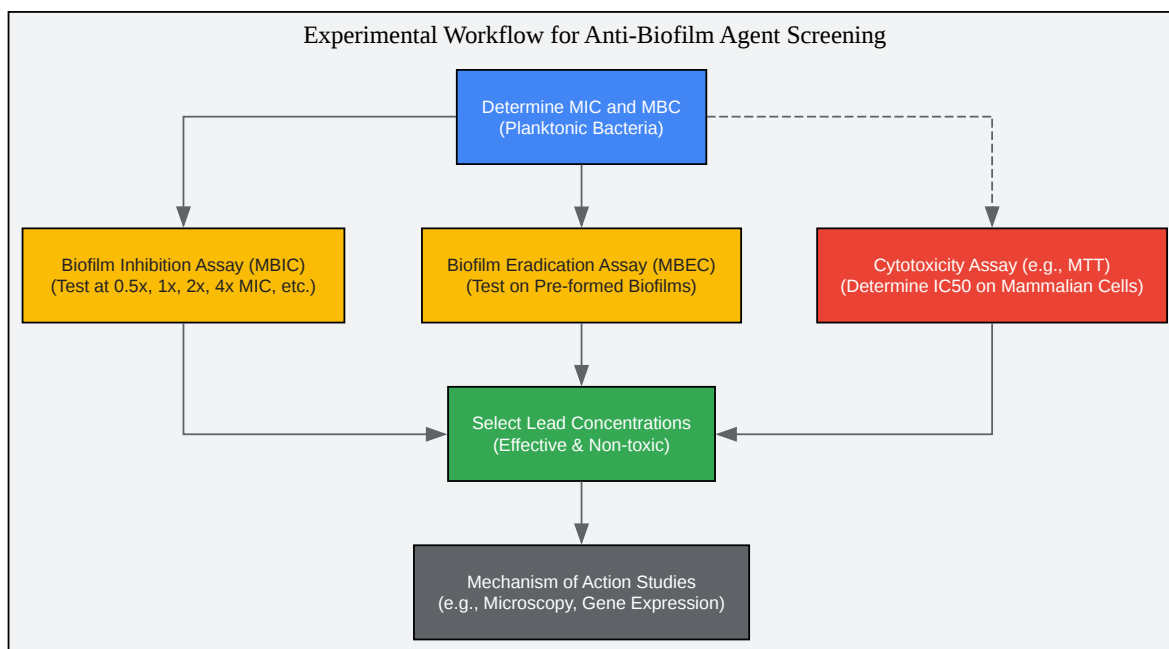 Experimental Workflow for Anti-Biofilm Agent Screening
Determine MIC and MBC
(Planktonic Bacteria)
Biofilm Inhibition Assay (MBIC)
(Test at 0.5x, 1x, 2x, 4x MIC, etc.)
Biofilm Eradication Assay (MBEC)
(Test on Pre-formed Biofilms)
Cytotoxicity Assay (e.g., MTT)
(Determine IC50 on Mammalian Cells)
Select Lead Concentrations
(Effective & Non-toxic)
Mechanism of Action Studies
(e.g., Microscopy, Gene Expression)